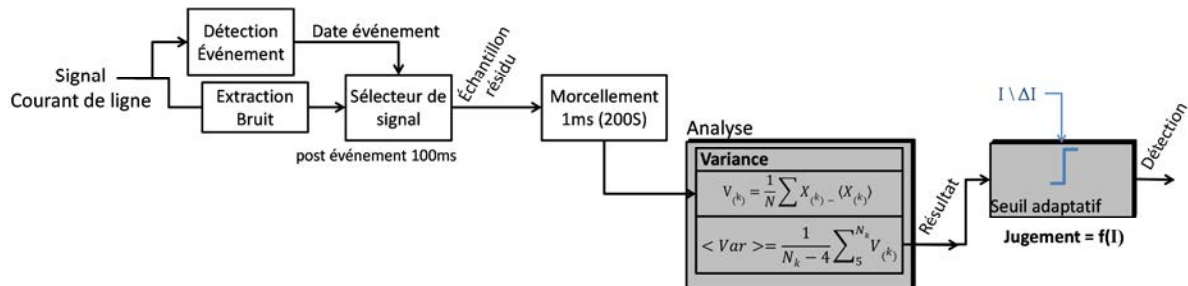 Signal
Courant de ligne
Détection
Événement
Date événement
Extraction
Bruit
Sélecteur de
signal
post événement 100ms
Échantillon
résidu
Morcellement
1ms (200S)
Analyse
Variance
V₍ₖ₎ = 1/N ∑ X₍ₖ₎ − ⟨X₍ₖ₎⟩
< Var >= 1/(Nₖ − 4) ∑₅^Nₖ V₍ₖ₎
Résultat
I \ ΔI
Seuil adaptatif
Jugement = f(I)
Détection